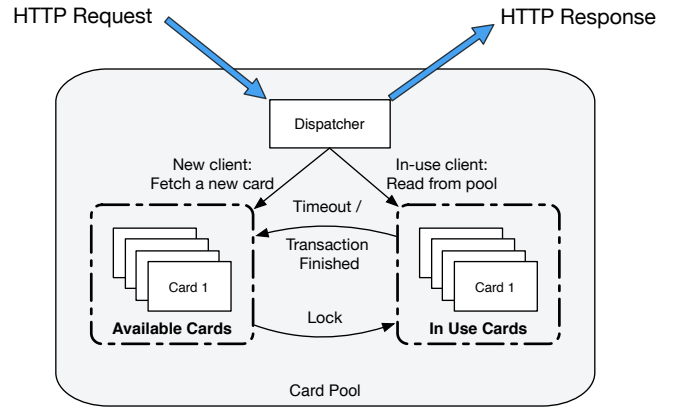 HTTP Request
HTTP Response
Dispatcher
New client:
Fetch a new card
In-use client:
Read from pool
Timeout /
Transaction
Finished
Card 1
Card 1
Lock
Available Cards
In Use Cards
Card Pool